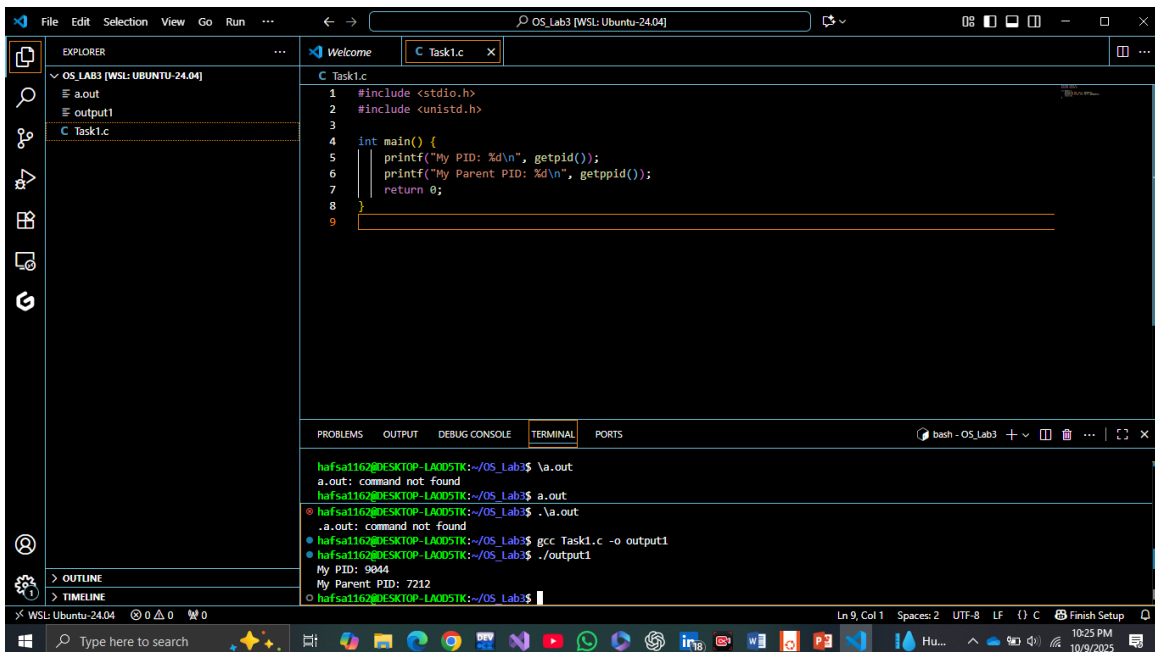 File Edit Selection View Go Run ··· OS_Lab3 [WSL: Ubuntu-24.04]
EXPLORER
OS_LAB3 [WSL: UBUNTU-24.04]
a.out
output1
C Task1.c
Welcome C Task1.c
C Task1.c
1 #include <stdio.h>
2 #include <unistd.h>
3
4 int main() {
5 printf("My PID: %d\n", getpid());
6 printf("My Parent PID: %d\n", getppid());
7 return 0;
8 }
9
PROBLEMS OUTPUT DEBUG CONSOLE TERMINAL PORTS bash - OS_Lab3
hafsa1162@DESKTOP-LAOD5TK:~/OS_Lab3$ \a.out
a.out: command not found
hafsa1162@DESKTOP-LAOD5TK:~/OS_Lab3$ a.out
hafsa1162@DESKTOP-LAOD5TK:~/OS_Lab3$ .\a.out
.a.out: command not found
hafsa1162@DESKTOP-LAOD5TK:~/OS_Lab3$ gcc Task1.c -o output1
hafsa1162@DESKTOP-LAOD5TK:~/OS_Lab3$ ./output1
My PID: 9044
My Parent PID: 7212
hafsa1162@DESKTOP-LAOD5TK:~/OS_Lab3$
OUTLINE
TIMELINE
1
WSL: Ubuntu-24.04 0 0 0 Ln 9, Col 1 Spaces: 2 UTF-8 LF {} C Finish Setup
Type here to search DEV in 18 Hu... 10:25 PM
10/9/2025